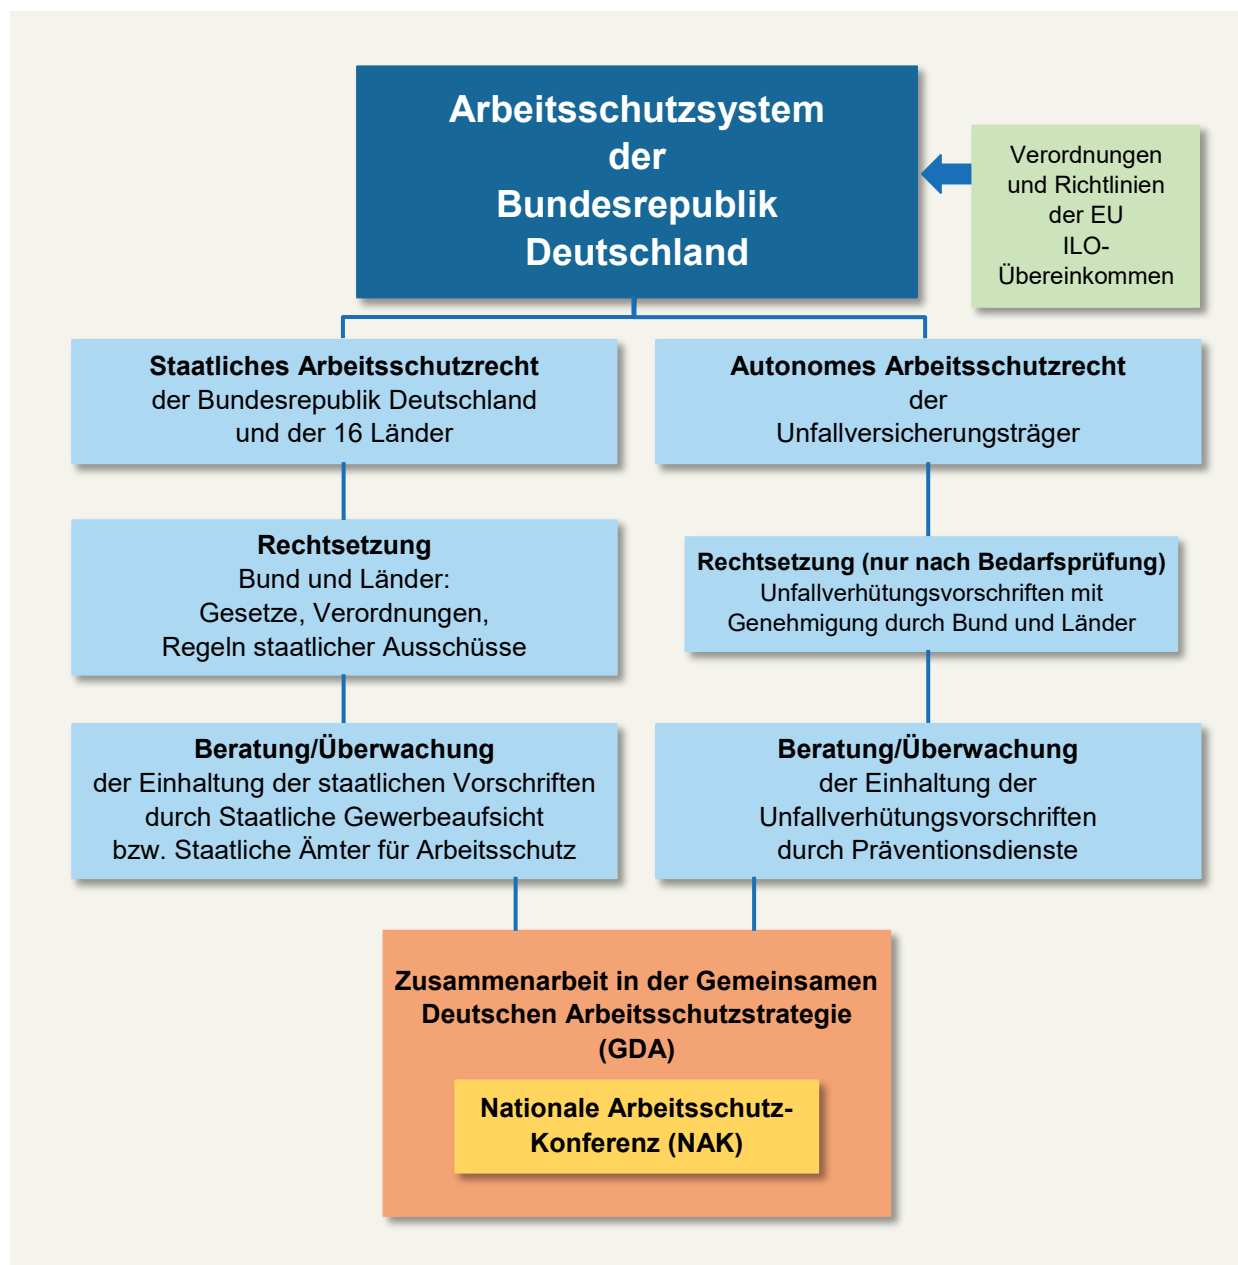 Arbeitsschutzsystem
der
Bundesrepublik
Deutschland
Verordnungen
und Richtlinien
der EU
ILO-
Übereinkommen
Staatliches Arbeitsschutzrecht
der Bundesrepublik Deutschland
und der 16 Länder
Autonomes Arbeitsschutzrecht
der
Unfallversicherungsträger
Rechtsetzung
Bund und Länder:
Gesetze, Verordnungen,
Regeln staatlicher Ausschüsse
Rechtsetzung (nur nach Bedarfsprüfung)
Unfallverhütungsvorschriften mit
Genehmigung durch Bund und Länder
Beratung/Überwachung
der Einhaltung der staatlichen Vorschriften
durch Staatliche Gewerbeaufsicht
bzw. Staatliche Ämter für Arbeitsschutz
Beratung/Überwachung
der Einhaltung der
Unfallverhütungsvorschriften
durch Präventionsdienste
Zusammenarbeit in der Gemeinsamen
Deutschen Arbeitsschutzstrategie
(GDA)
Nationale Arbeitsschutz-
Konferenz (NAK)